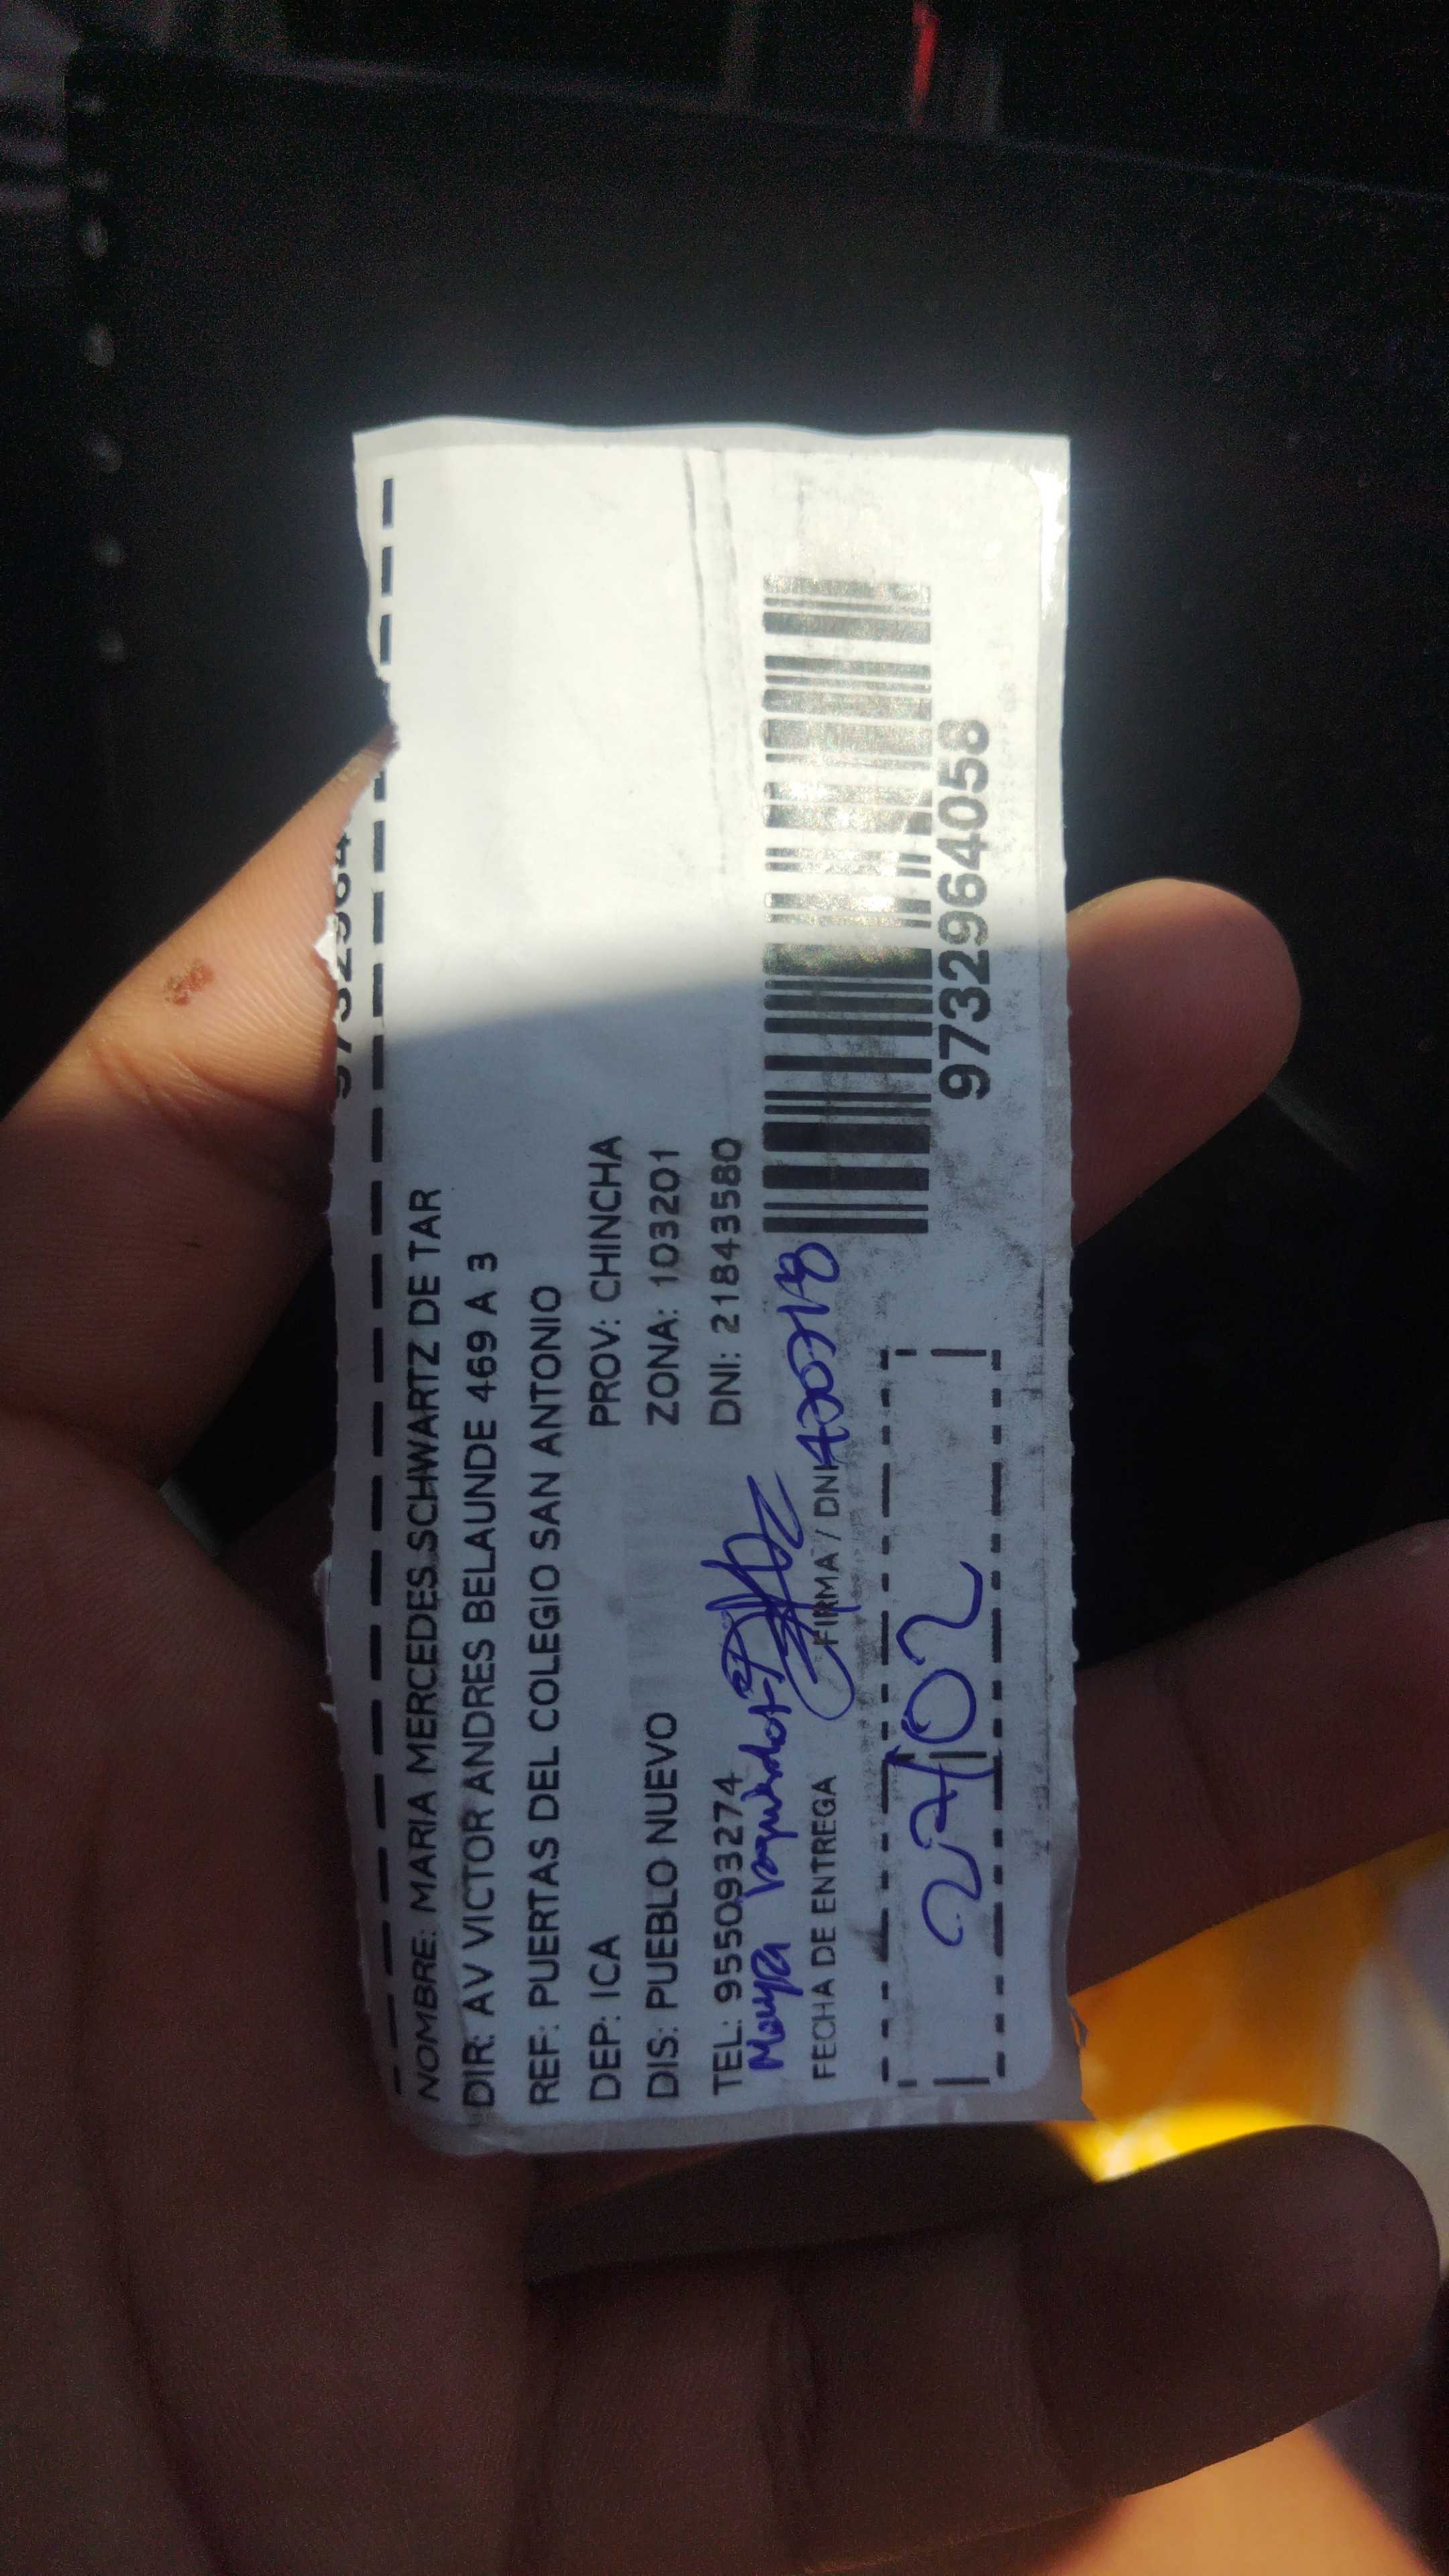 NOMBRE: MARIA MERCEDES SCHWARTZ DE TAR
DIR: AV VICTOR ANDRES BELAUNDE 469 A 3
REF: PUERTAS DEL COLEGIO SAN ANTONIO
DEP: ICA PROV: CHINCHA
DIS: PUEBLO NUEVO ZONA: 103201
TEL: 955093274 DNI: 21843580
FECHA DE ENTREGA FIRMA / DNI
9732964058